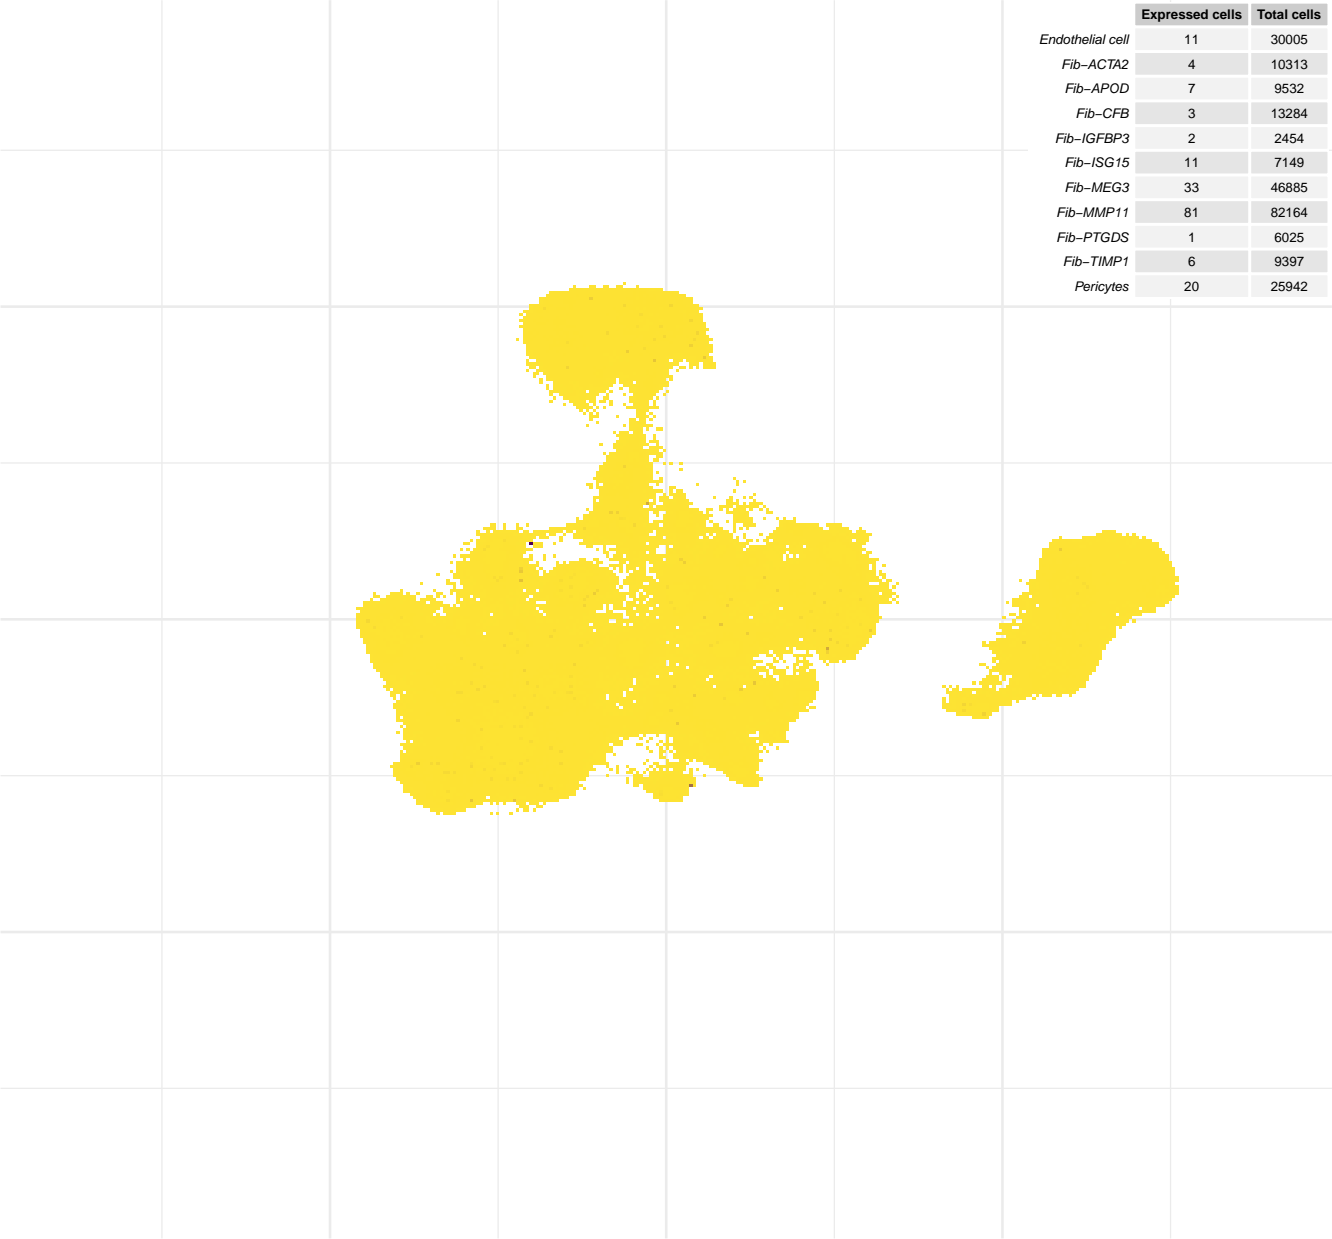 Expressed cells Total cells
Endothelial cell 11 30005
Fib−ACTA2 4 10313
Fib−APOD 7 9532
Fib−CFB 3 13284
Fib−IGFBP3 2 2454
Fib−ISG15 11 7149
Fib−MEG3 33 46885
Fib−MMP11 81 82164
Fib−PTGDS 1 6025
Fib−TIMP1 6 9397
Pericytes 20 25942